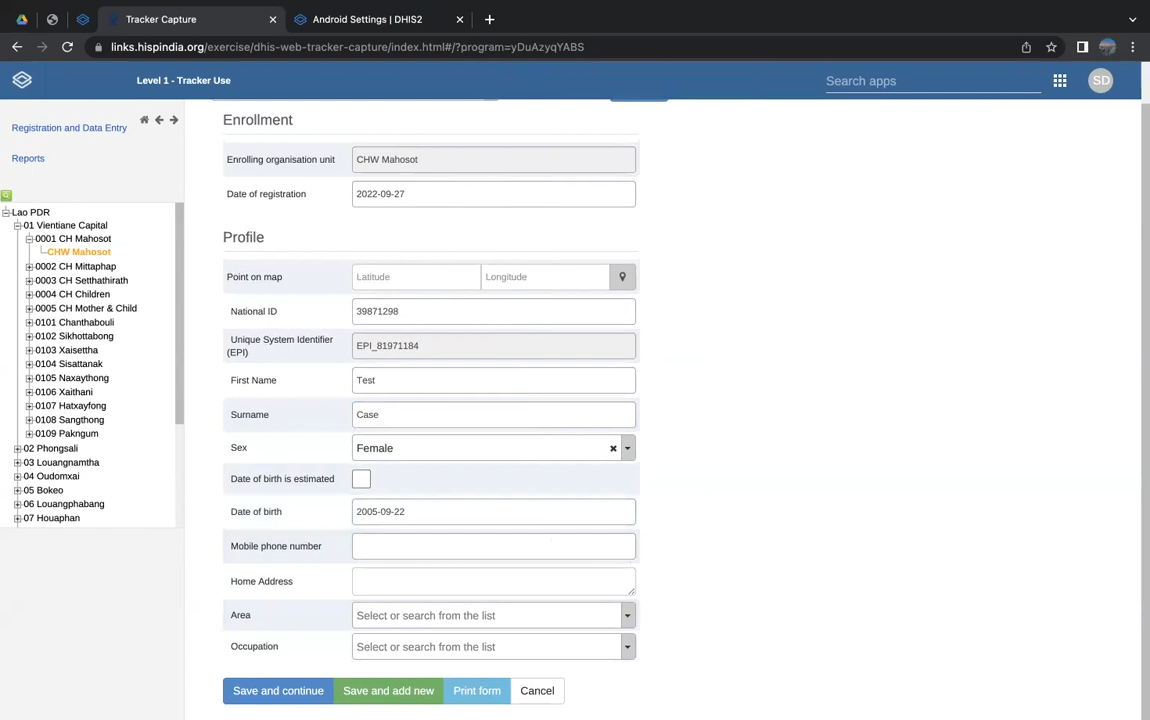 Tracker Capture
Android Settings | DHIS2
links.hispindia.org/exercise/dhis-web-tracker-capture/index.html#/?program=yDuAzyqYABS
Level 1 - Tracker Use
Search apps
SD
Registration and Data Entry
Reports
Lao PDR
01 Vientiane Capital
0001 CH Mahosot
CHW Mahosot
0002 CH Mittaphap
0003 CH Setthathirath
0004 CH Children
0005 CH Mother & Child
0101 Chanthabouli
0102 Sikhottabong
0103 Xaisettha
0104 Sisattanak
0105 Naxaythong
0106 Xaithani
0107 Hatxayfong
0108 Sangthong
0109 Pakngum
02 Phongsali
03 Louangnamtha
04 Oudomxai
05 Bokeo
06 Louangphabang
07 Houaphan
Enrollment
Enrolling organisation unit CHW Mahosot
Date of registration 2022-09-27
Profile
Point on map Latitude Longitude
National ID 39871298
Unique System Identifier
(EPI) EPI_81971184
First Name Test
Surname Case
Sex Female
Date of birth is estimated
Date of birth 2005-09-22
Mobile phone number
Home Address
Area Select or search from the list
Occupation Select or search from the list
Save and continue Save and add new Print form Cancel